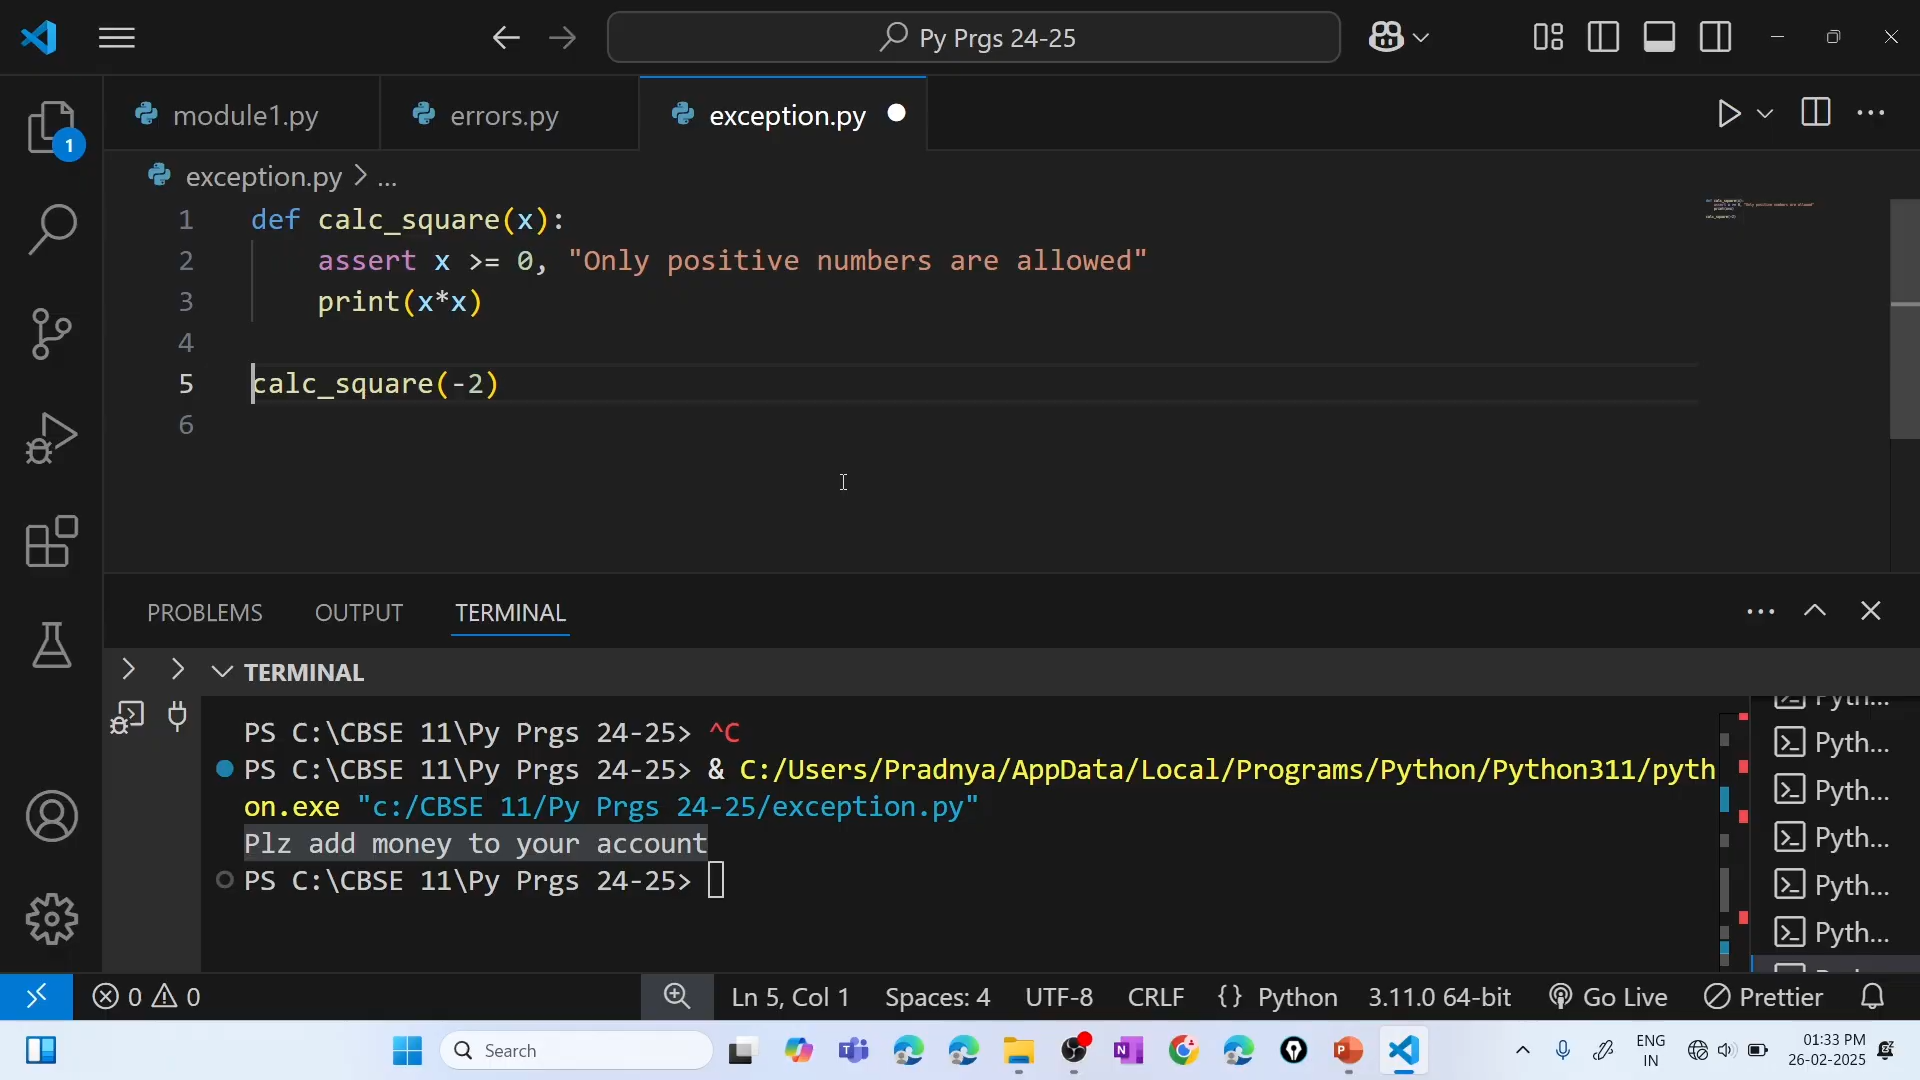 Py Prgs 24-25
module1.py
errors.py
exception.py
1
exception.py > ...
1 def calc_square(x):
2 assert x >= 0, "Only positive numbers are allowed"
3 print(x*x)
4
5 calc_square(-2)
6
PROBLEMS
OUTPUT
TERMINAL
TERMINAL
PS C:\CBSE 11\Py Prgs 24-25> ^C
PS C:\CBSE 11\Py Prgs 24-25> & C:/Users/Pradnya/AppData/Local/Programs/Python/Python311/pyth
on.exe "c:/CBSE 11/Py Prgs 24-25/exception.py"
Plz add money to your account
PS C:\CBSE 11\Py Prgs 24-25>
Pyth...
Pyth...
Pyth...
Pyth...
Pyth...
Pyth...
0 0
Ln 5, Col 1
Spaces: 4
UTF-8
CRLF
{} Python
3.11.0 64-bit
Go Live
Prettier
Search
ENG
IN
01:33 PM
26-02-2025